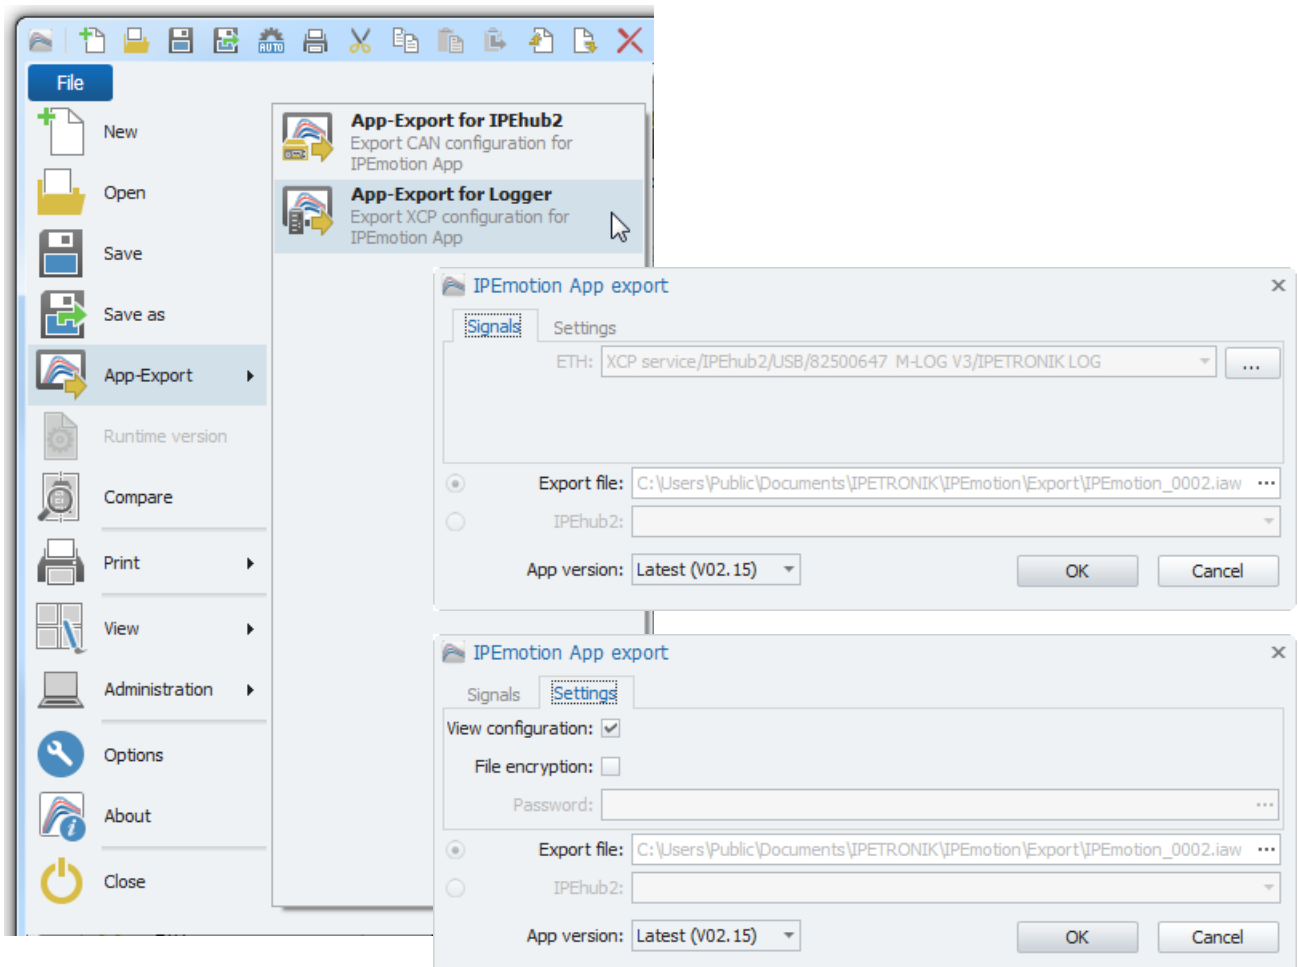 AUTO
File
New
Open
Save
Save as
App-Export
Runtime version
Compare
Print
View
Administration
Options
About
Close
App-Export for IPEhub2
Export CAN configuration for
IPEmotion App
App-Export for Logger
Export XCP configuration for
IPEmotion App
IPEmotion App export
Signals Settings
ETH: XCP service/IPEhub2/USB/82500647 M-LOG V3/IPETRONIK LOG ...
Export file: C:\Users\Public\Documents\IPETRONIK\IPEmotion\Export\IPEmotion_0002.iaw ...
IPEhub2:
App version: Latest (V02.15) OK Cancel
IPEmotion App export
Signals Settings
View configuration:
File encryption:
Password: ...
Export file: C:\Users\Public\Documents\IPETRONIK\IPEmotion\Export\IPEmotion_0002.iaw ...
IPEhub2:
App version: Latest (V02.15) OK Cancel